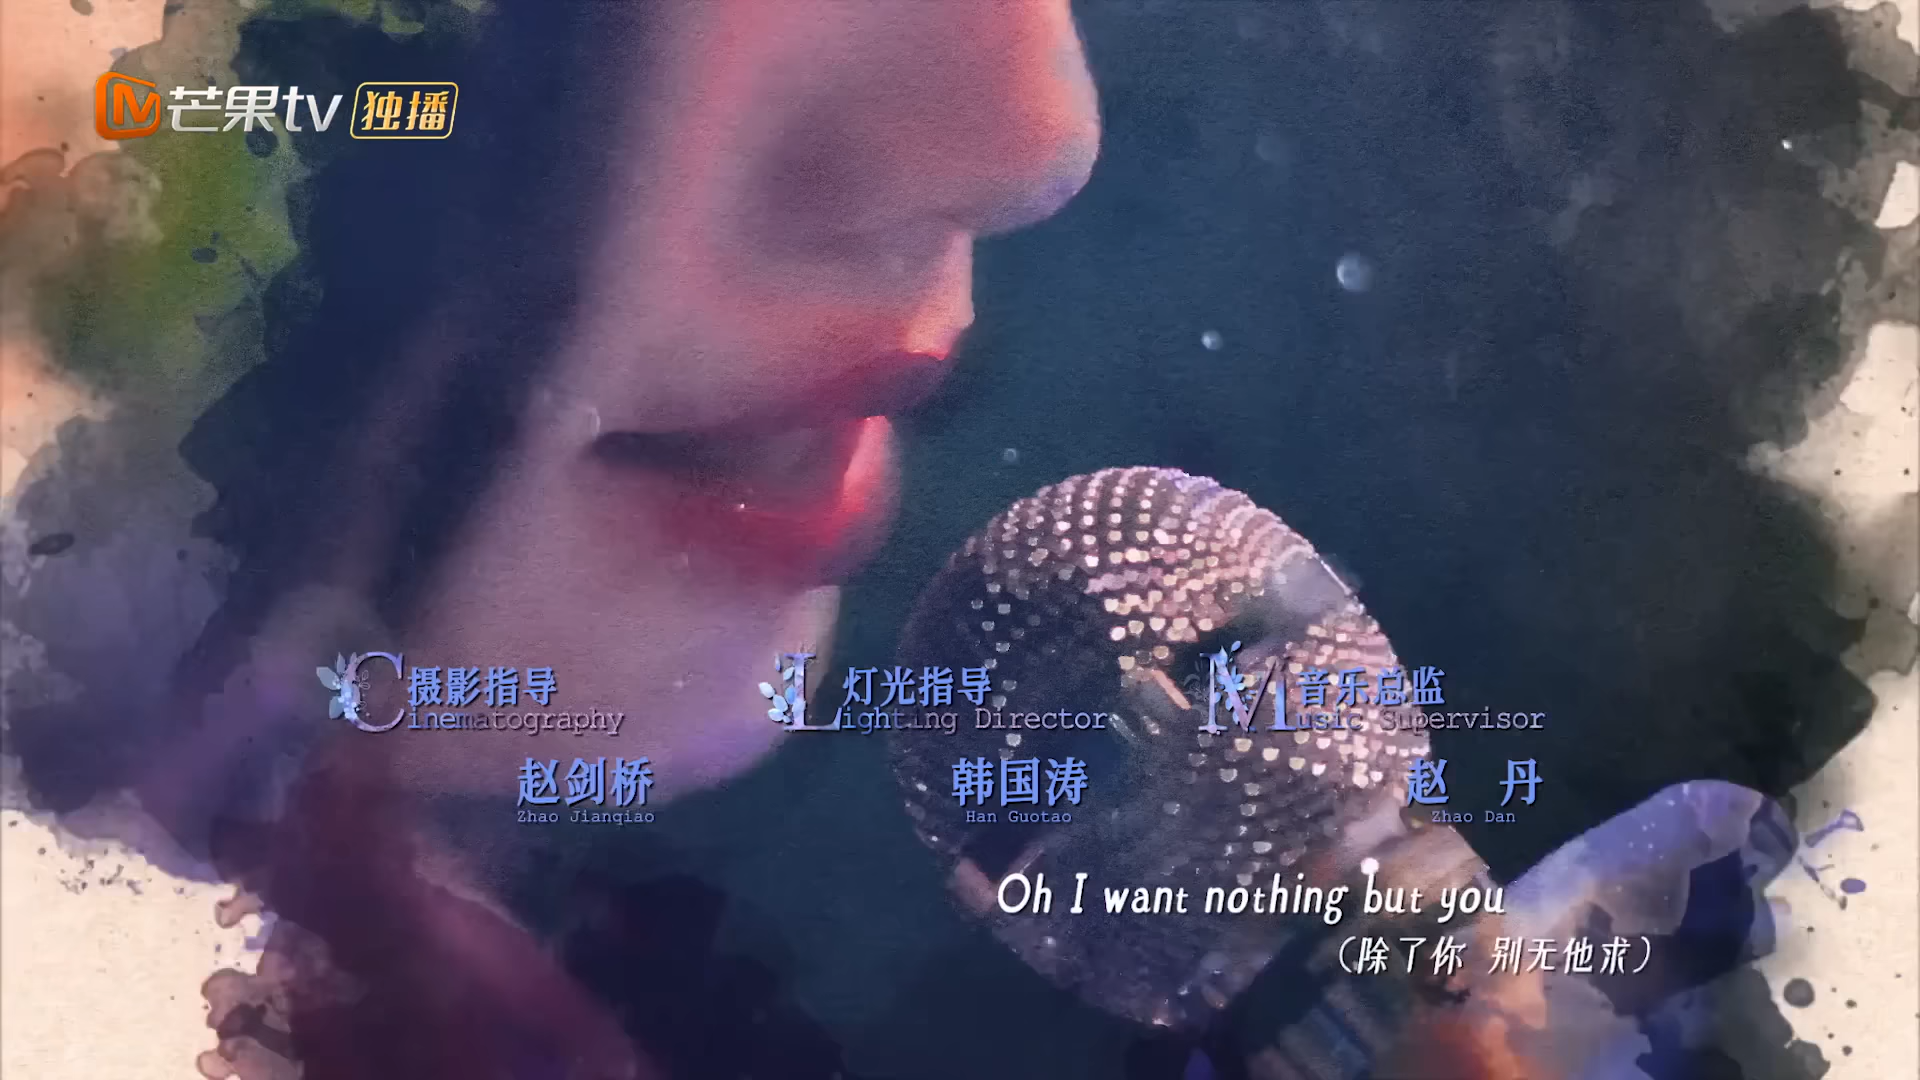 芒果tv 独播
摄影指导
Cinematography
赵剑桥
Zhao Jianqiao
灯光指导
Lighting Director
韩国涛
Han Guotao
音乐总监
Music Supervisor
赵 丹
Zhao Dan
Oh I want nothing but you
（除了你 别无他求）